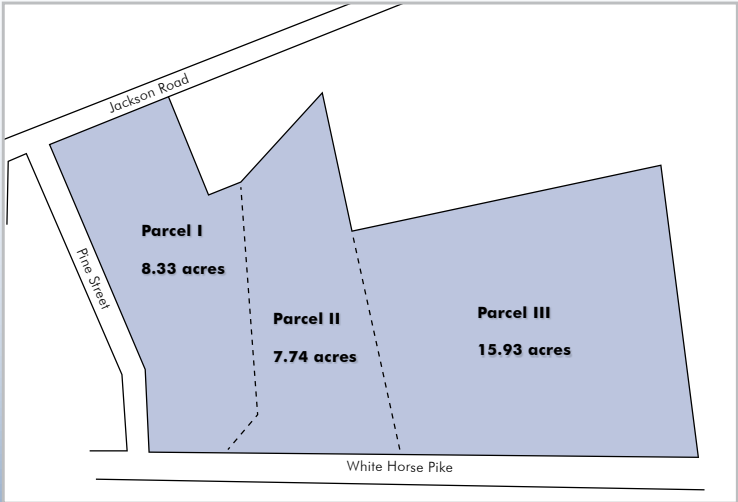 Jackson Road
Parcel I
8.33 acres
Pine Street
Parcel II
7.74 acres
Parcel III
15.93 acres
White Horse Pike